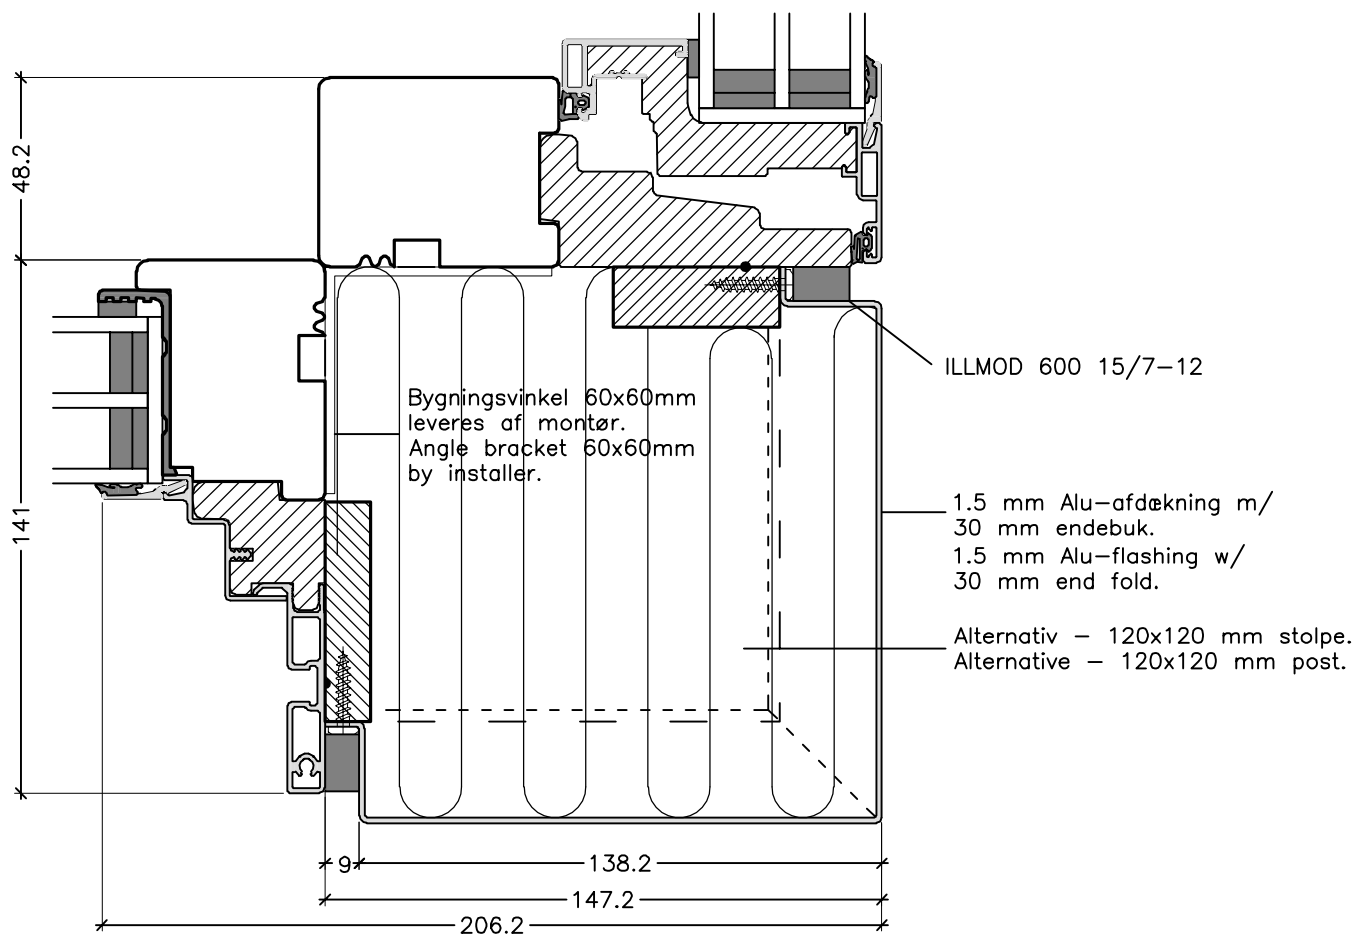 48.2
ILLMOD 600 15/7-12
Bygningsvinkel 60x60mm
leveres af montør.
Angle bracket 60x60mm
by installer.
141
1.5 mm Alu-afdækning m/
30 mm endebuk.
1.5 mm Alu-flashing w/
30 mm end fold.
Alternativ - 120x120 mm stolpe.
Alternative - 120x120 mm post.
9
138.2
147.2
206.2